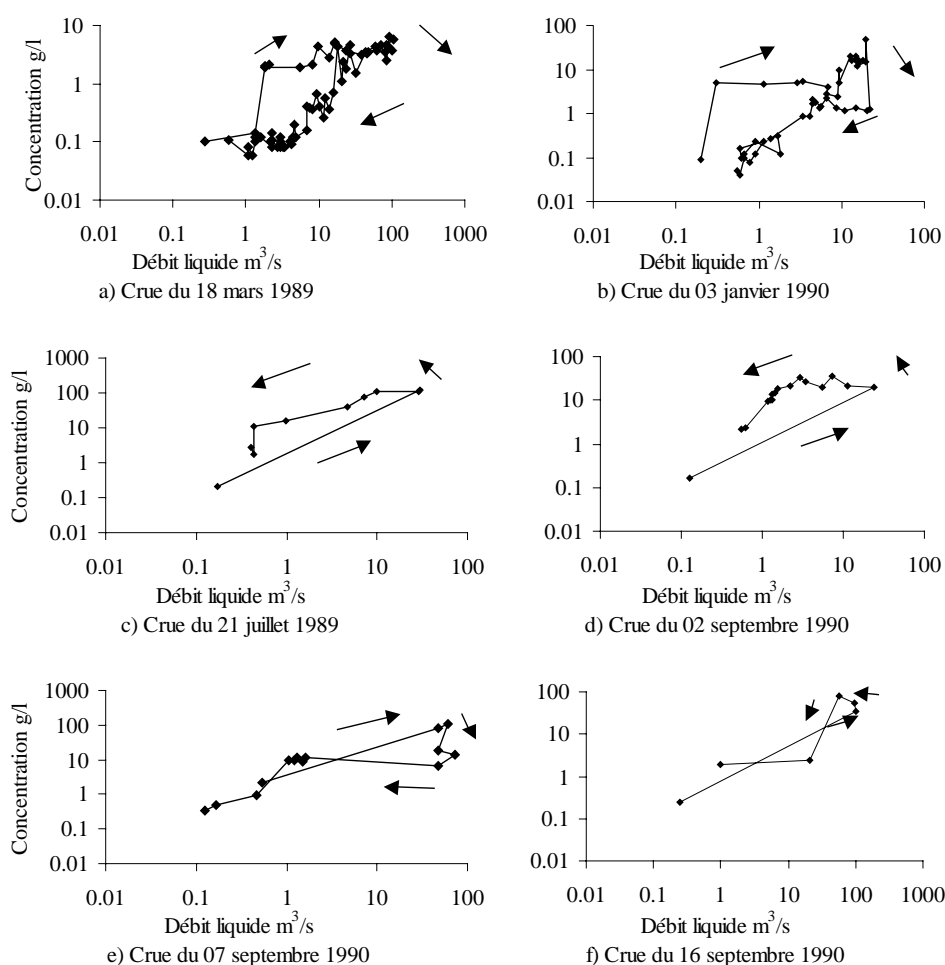 Concentration g/l
10
1
0.1
0.01
0.01 0.1 1 10 100 1000
Débit liquide m³/s
a) Crue du 18 mars 1989
100
10
1
0.1
0.01
0.01 0.1 1 10 100
Débit liquide m³/s
b) Crue du 03 janvier 1990
Concentration g/l
1000
100
10
1
0.1
0.01
0.01 0.1 1 10 100
Débit liquide m³/s
c) Crue du 21 juillet 1989
100
10
1
0.1
0.01
0.01 0.1 1 10 100
Débit liquide m³/s
d) Crue du 02 septembre 1990
Concentration g/l
1000
100
10
1
0.1
0.01
0.01 0.1 1 10 100
Débit liquide m³/s
e) Crue du 07 septembre 1990
100
10
1
0.1
0.01
0.01 0.1 1 10 100 1000
Débit liquide m³/s
f) Crue du 16 septembre 1990